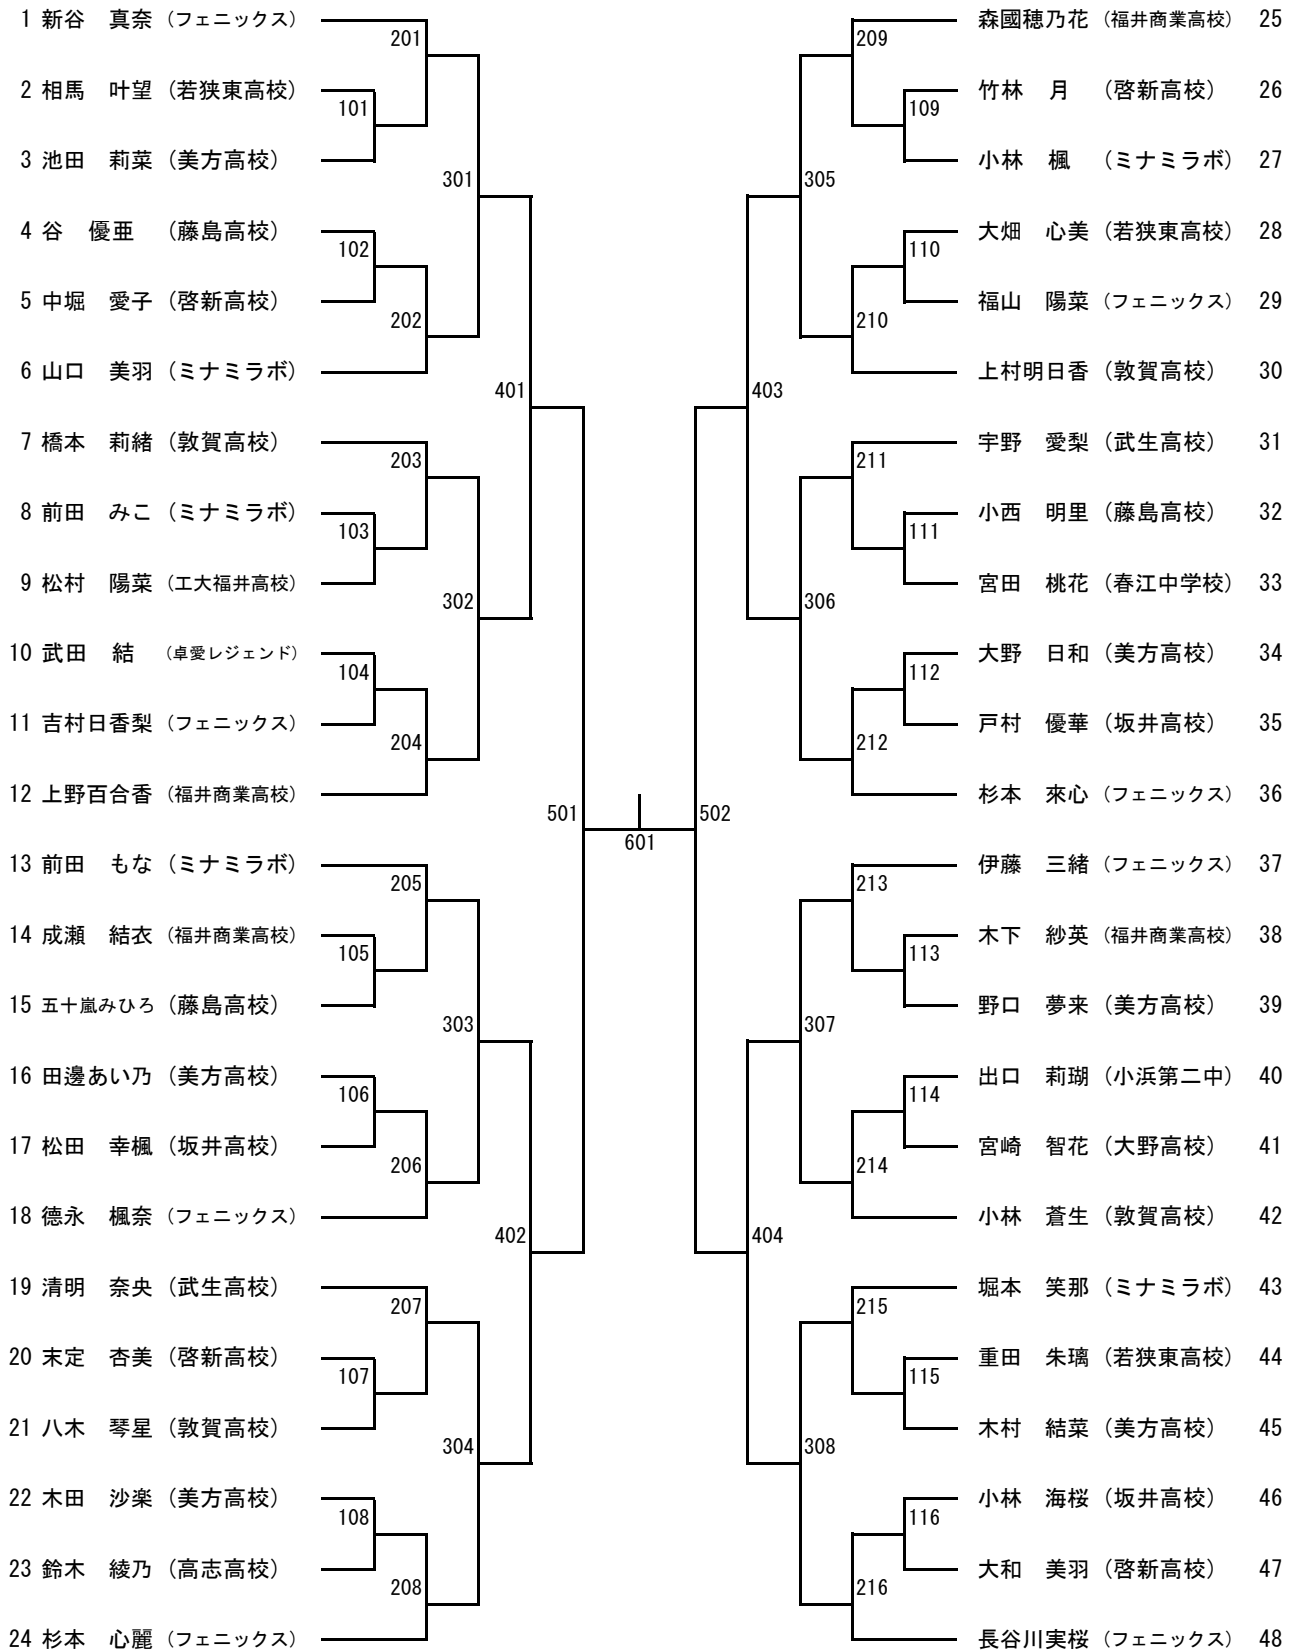 1 新谷　真奈（フェニックス）
201
2 相馬　叶望（若狭東高校）
101
3 池田　莉菜（美方高校）
301
4 谷　優亜　（藤島高校）
102
5 中堀　愛子（啓新高校）
202
6 山口　美羽（ミナミラボ）
401
7 橋本　莉緒（敦賀高校）
203
8 前田　みこ（ミナミラボ）
103
9 松村　陽菜（工大福井高校）
302
10 武田　結　（卓愛レジェンド）
104
11 吉村日香梨（フェニックス）
204
12 上野百合香（福井商業高校）
501
13 前田　もな（ミナミラボ）
205
14 成瀬　結衣（福井商業高校）
105
15 五十嵐みひろ（藤島高校）
303
16 田邊あい乃（美方高校）
106
17 松田　幸楓（坂井高校）
206
18 德永　楓奈（フェニックス）
402
19 清明　奈央（武生高校）
207
20 末定　杏美（啓新高校）
107
21 八木　琴星（敦賀高校）
304
22 木田　沙楽（美方高校）
108
23 鈴木　綾乃（高志高校）
208
24 杉本　心麗（フェニックス）
601
森國穂乃花（福井商業高校） 25
209
竹林　月　（啓新高校） 26
109
小林　楓　（ミナミラボ） 27
305
大畑　心美（若狭東高校） 28
110
福山　陽菜（フェニックス） 29
210
上村明日香（敦賀高校） 30
403
宇野　愛梨（武生高校） 31
211
小西　明里（藤島高校） 32
111
宮田　桃花（春江中学校） 33
306
大野　日和（美方高校） 34
112
戸村　優華（坂井高校） 35
212
杉本　來心（フェニックス） 36
502
伊藤　三緒（フェニックス） 37
213
木下　紗英（福井商業高校） 38
113
野口　夢来（美方高校） 39
307
出口　莉瑚（小浜第二中） 40
114
宮崎　智花（大野高校） 41
214
小林　蒼生（敦賀高校） 42
404
堀本　笑那（ミナミラボ） 43
215
重田　朱璃（若狭東高校） 44
115
木村　結菜（美方高校） 45
308
小林　海桜（坂井高校） 46
116
大和　美羽（啓新高校） 47
216
長谷川実桜（フェニックス） 48